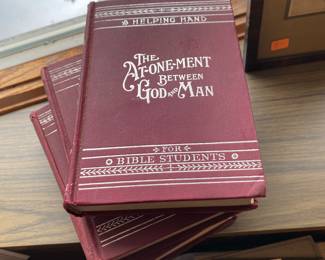 HELPING HAND
THE
AT-ONE-MENT
BETWEEN
GOD AND MAN
FOR
BIBLE STUDENTS